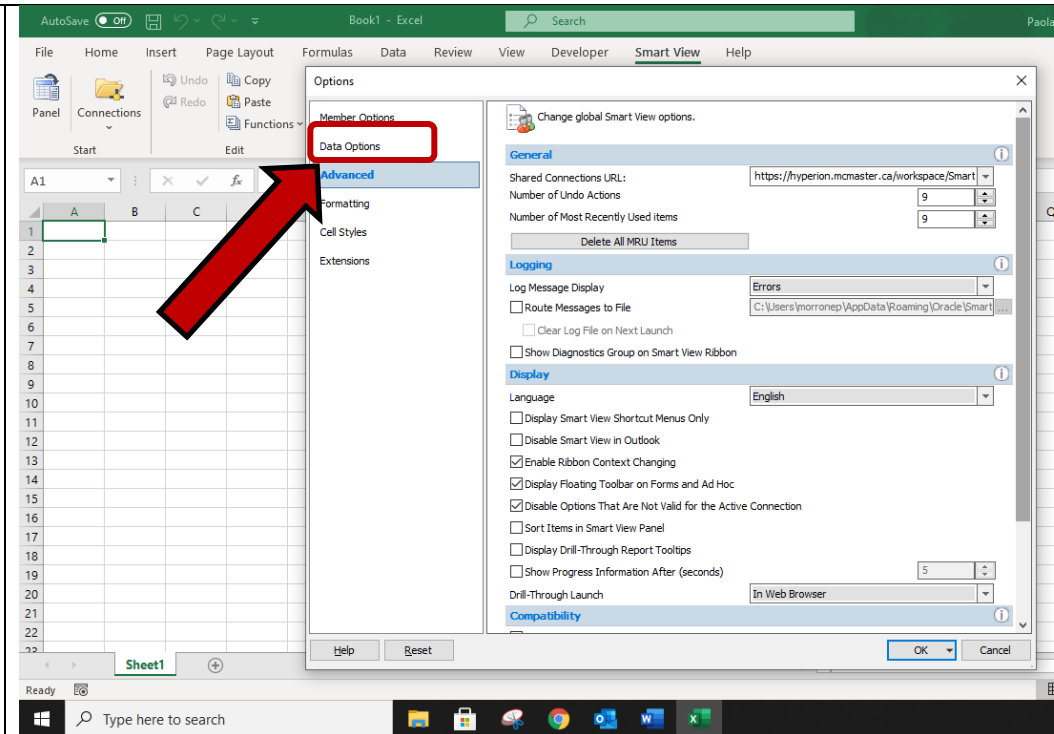 AutoSave Off Book1 - Excel Search Paola
File Home Insert Page Layout Formulas Data Review View Developer Smart View Help
Panel Connections Undo Redo Copy Paste Functions
Start Edit
A1 fx
A B C
1
2
3
4
5
6
7
8
9
10
11
12
13
14
15
16
17
18
19
20
21
22
Options
Member Options
Data Options
Advanced
Formatting
Cell Styles
Extensions
Change global Smart View options.
General
Shared Connections URL: https://hyperion.mcmaster.ca/workspace/Smart
Number of Undo Actions 9
Number of Most Recently Used items 9
Delete All MRU Items
Logging
Log Message Display Errors
Route Messages to File C:\Users\morronep\AppData\Roaming\Oracle\Smart ...
Clear Log File on Next Launch
Show Diagnostics Group on Smart View Ribbon
Display
Language English
Display Smart View Shortcut Menus Only
Disable Smart View in Outlook
Enable Ribbon Context Changing
Display Floating Toolbar on Forms and Ad Hoc
Disable Options That Are Not Valid for the Active Connection
Sort Items in Smart View Panel
Display Drill-Through Report Tooltips
Show Progress Information After (seconds) 5
Drill-Through Launch In Web Browser
Compatibility
Help Reset OK Cancel
Sheet1
Ready
Type here to search